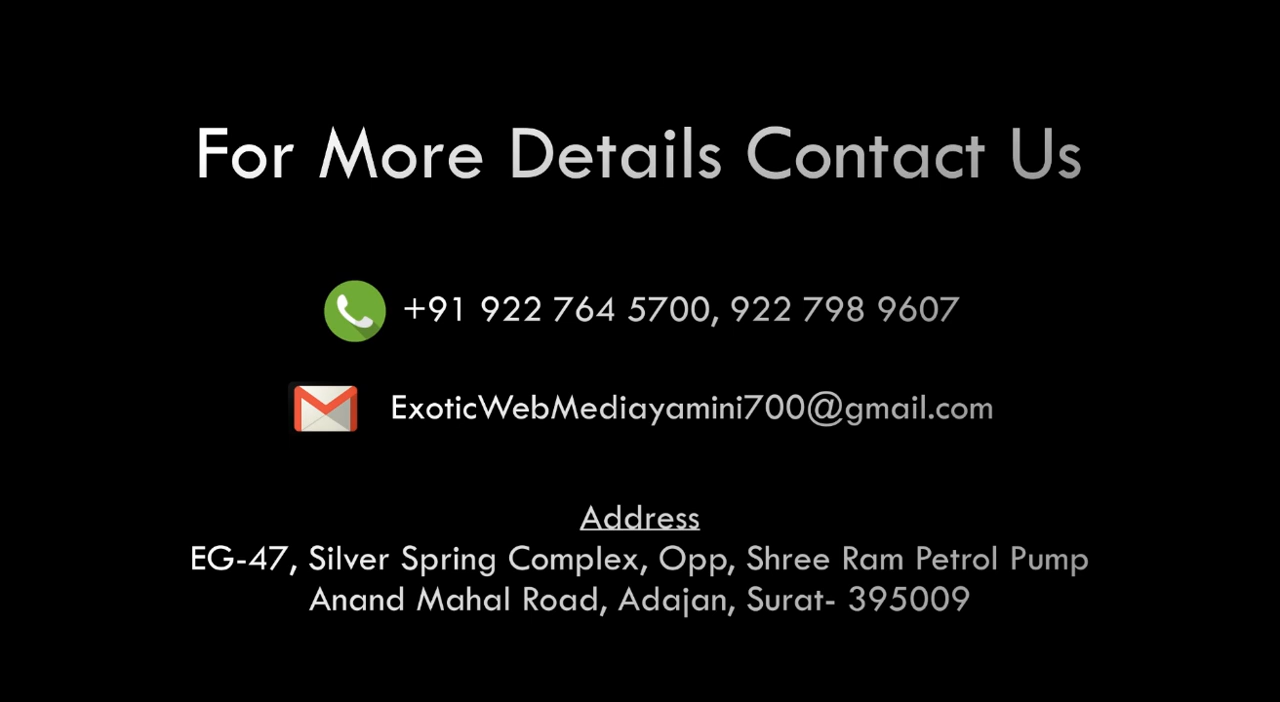 For More Details Contact Us
+91 922 764 5700, 922 798 9607
ExoticWebMediayamini700@gmail.com
Address
EG-47, Silver Spring Complex, Opp, Shree Ram Petrol Pump
Anand Mahal Road, Adajan, Surat- 395009